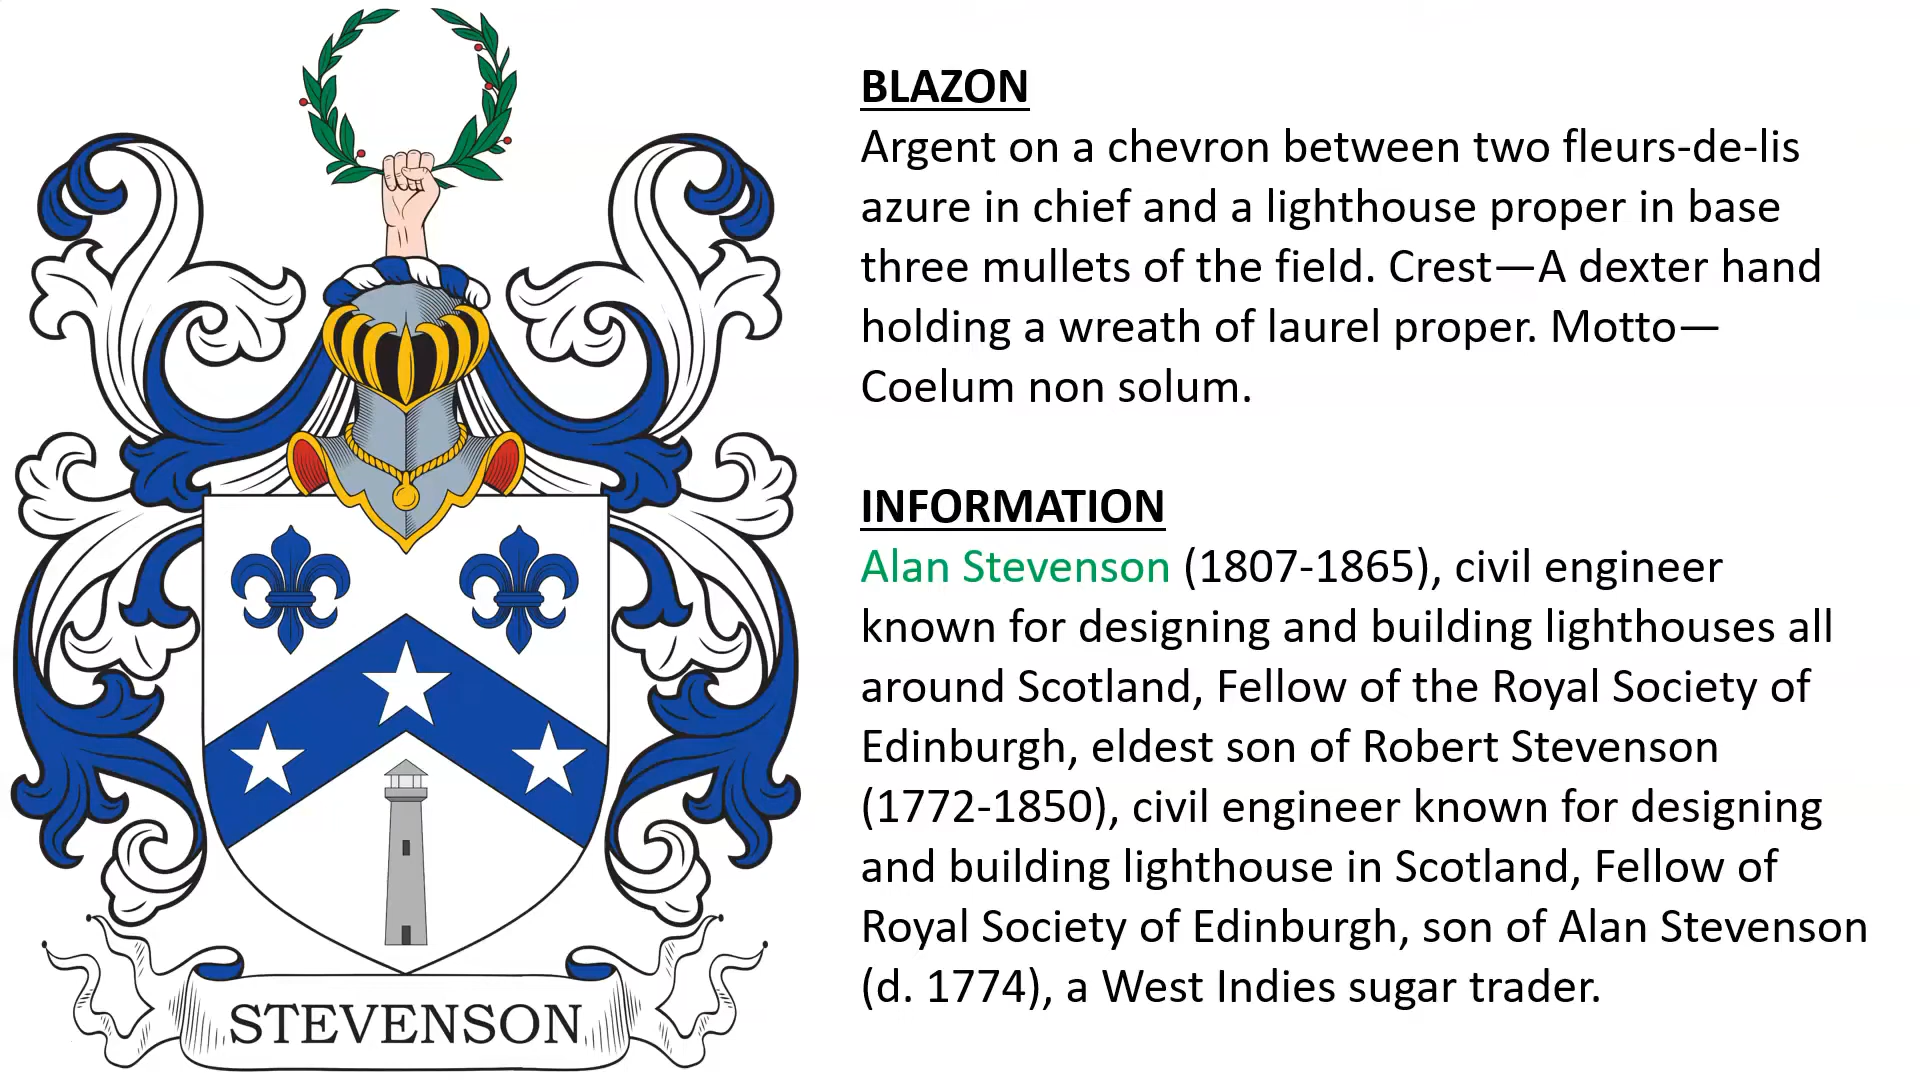 BLAZON
Argent on a chevron between two fleurs-de-lis
azure in chief and a lighthouse proper in base
three mullets of the field. Crest—A dexter hand
holding a wreath of laurel proper. Motto—
Coelum non solum.
INFORMATION
Alan Stevenson (1807-1865), civil engineer
known for designing and building lighthouses all
around Scotland, Fellow of the Royal Society of
Edinburgh, eldest son of Robert Stevenson
(1772-1850), civil engineer known for designing
and building lighthouse in Scotland, Fellow of
Royal Society of Edinburgh, son of Alan Stevenson
(d. 1774), a West Indies sugar trader.
STEVENSON